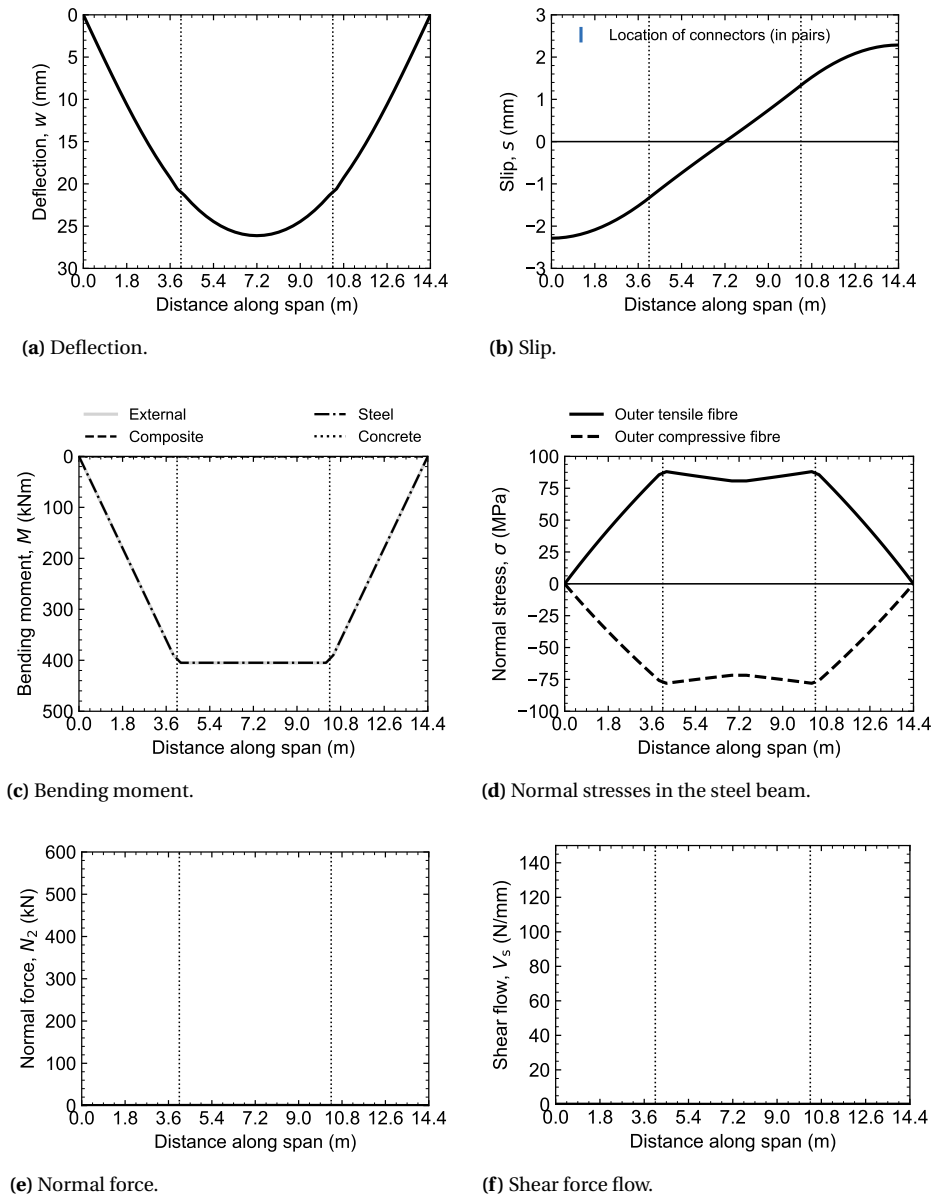 Deflection, w (mm)
0
5
10
15
20
25
30
0.0 1.8 3.6 5.4 7.2 9.0 10.8 12.6 14.4
Distance along span (m)
(a) Deflection.
Location of connectors (in pairs)
Slip, s (mm)
3
2
1
0
−1
−2
−3
0.0 1.8 3.6 5.4 7.2 9.0 10.8 12.6 14.4
Distance along span (m)
(b) Slip.
External Steel
Composite Concrete
Bending moment, M (kNm)
0
100
200
300
400
500
0.0 1.8 3.6 5.4 7.2 9.0 10.8 12.6 14.4
Distance along span (m)
(c) Bending moment.
Outer tensile fibre
Outer compressive fibre
Normal stress, σ (MPa)
100
75
50
25
0
−25
−50
−75
−100
0.0 1.8 3.6 5.4 7.2 9.0 10.8 12.6 14.4
Distance along span (m)
(d) Normal stresses in the steel beam.
Normal force, N2 (kN)
600
500
400
300
200
100
0
0.0 1.8 3.6 5.4 7.2 9.0 10.8 12.6 14.4
Distance along span (m)
(e) Normal force.
Shear flow, Vs (N/mm)
140
120
100
80
60
40
20
0
0.0 1.8 3.6 5.4 7.2 9.0 10.8 12.6 14.4
Distance along span (m)
(f) Shear force flow.